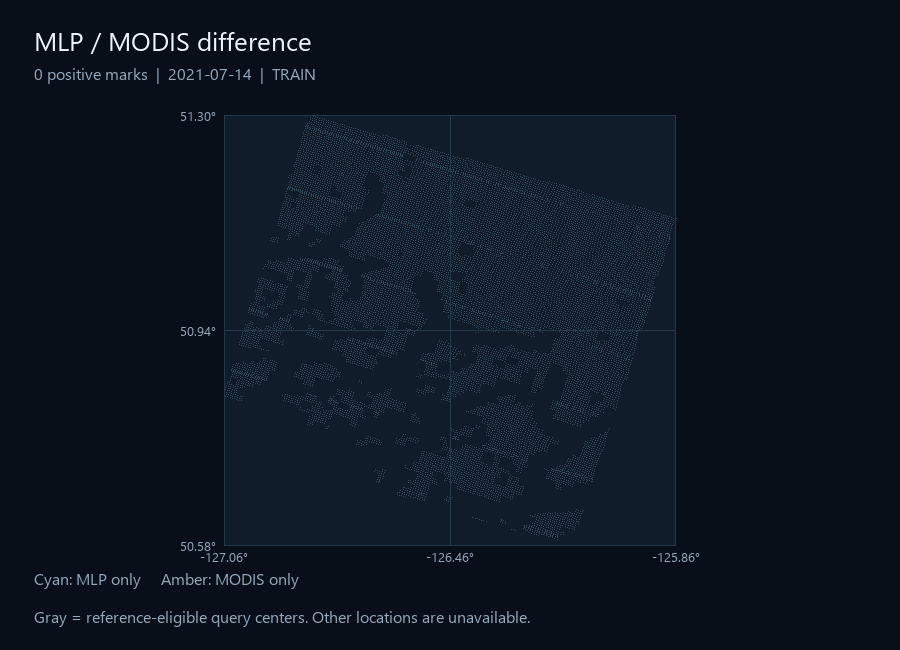 MLP / MODIS difference
0 positive marks | 2021-07-14 | TRAIN
51.30°
50.94°
50.58°
-127.06° -126.46° -125.86°
Cyan: MLP only Amber: MODIS only
Gray = reference-eligible query centers. Other locations are unavailable.